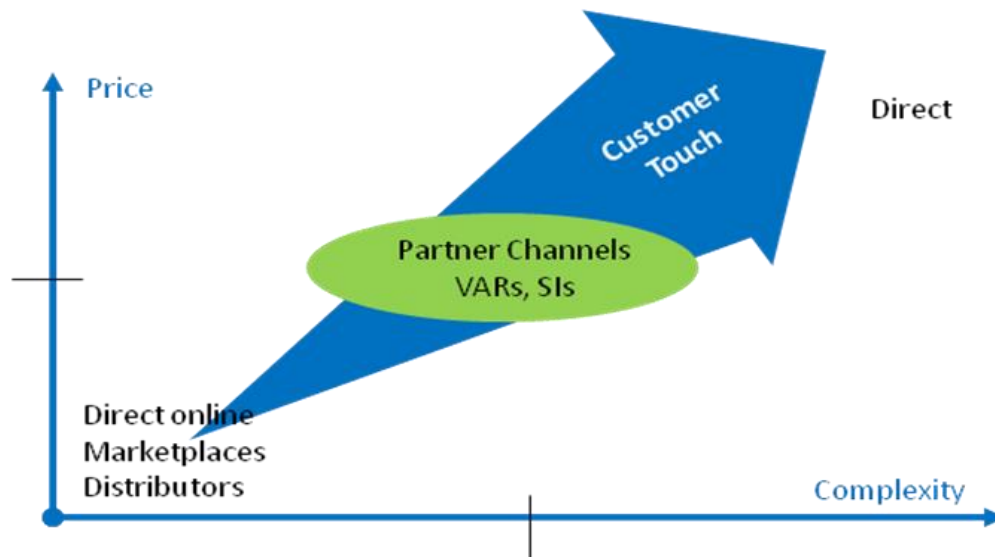 Price
Direct
Customer
Touch
Partner Channels
VARs, SIs
Direct online
Marketplaces
Distributors
Complexity